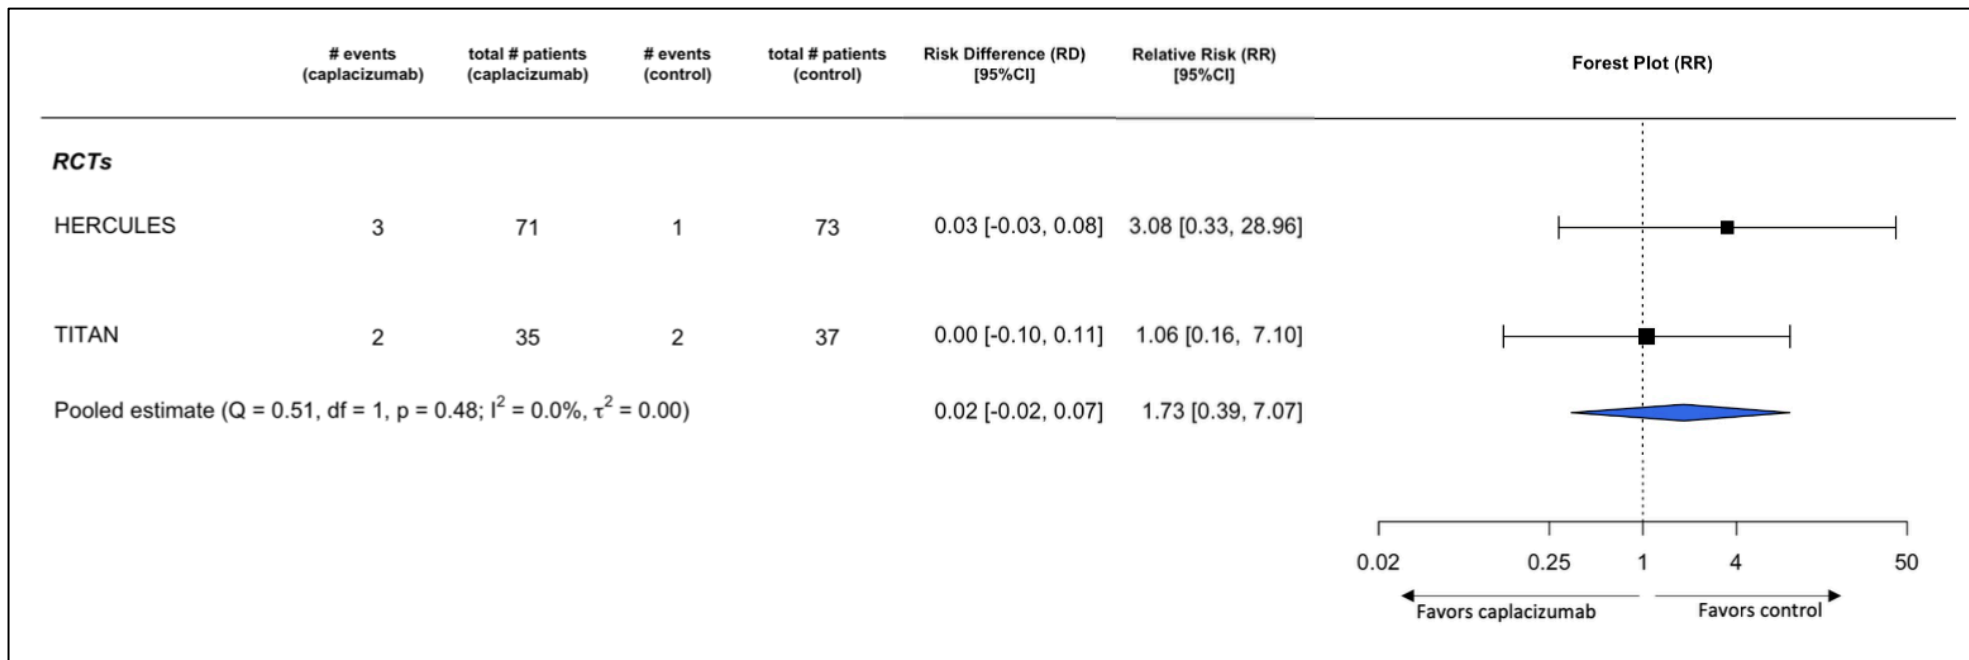 # events (caplacizumab) total # patients (caplacizumab) # events (control) total # patients (control) Risk Difference (RD) [95%CI] Relative Risk (RR) [95%CI] Forest Plot (RR)
RCTs
HERCULES 3 71 1 73 0.03 [-0.03, 0.08] 3.08 [0.33, 28.96]
TITAN 2 35 2 37 0.00 [-0.10, 0.11] 1.06 [0.16, 7.10]
Pooled estimate (Q = 0.51, df = 1, p = 0.48; I² = 0.0%, τ² = 0.00) 0.02 [-0.02, 0.07] 1.73 [0.39, 7.07]
0.02 0.25 1 4 50
Favors caplacizumab Favors control